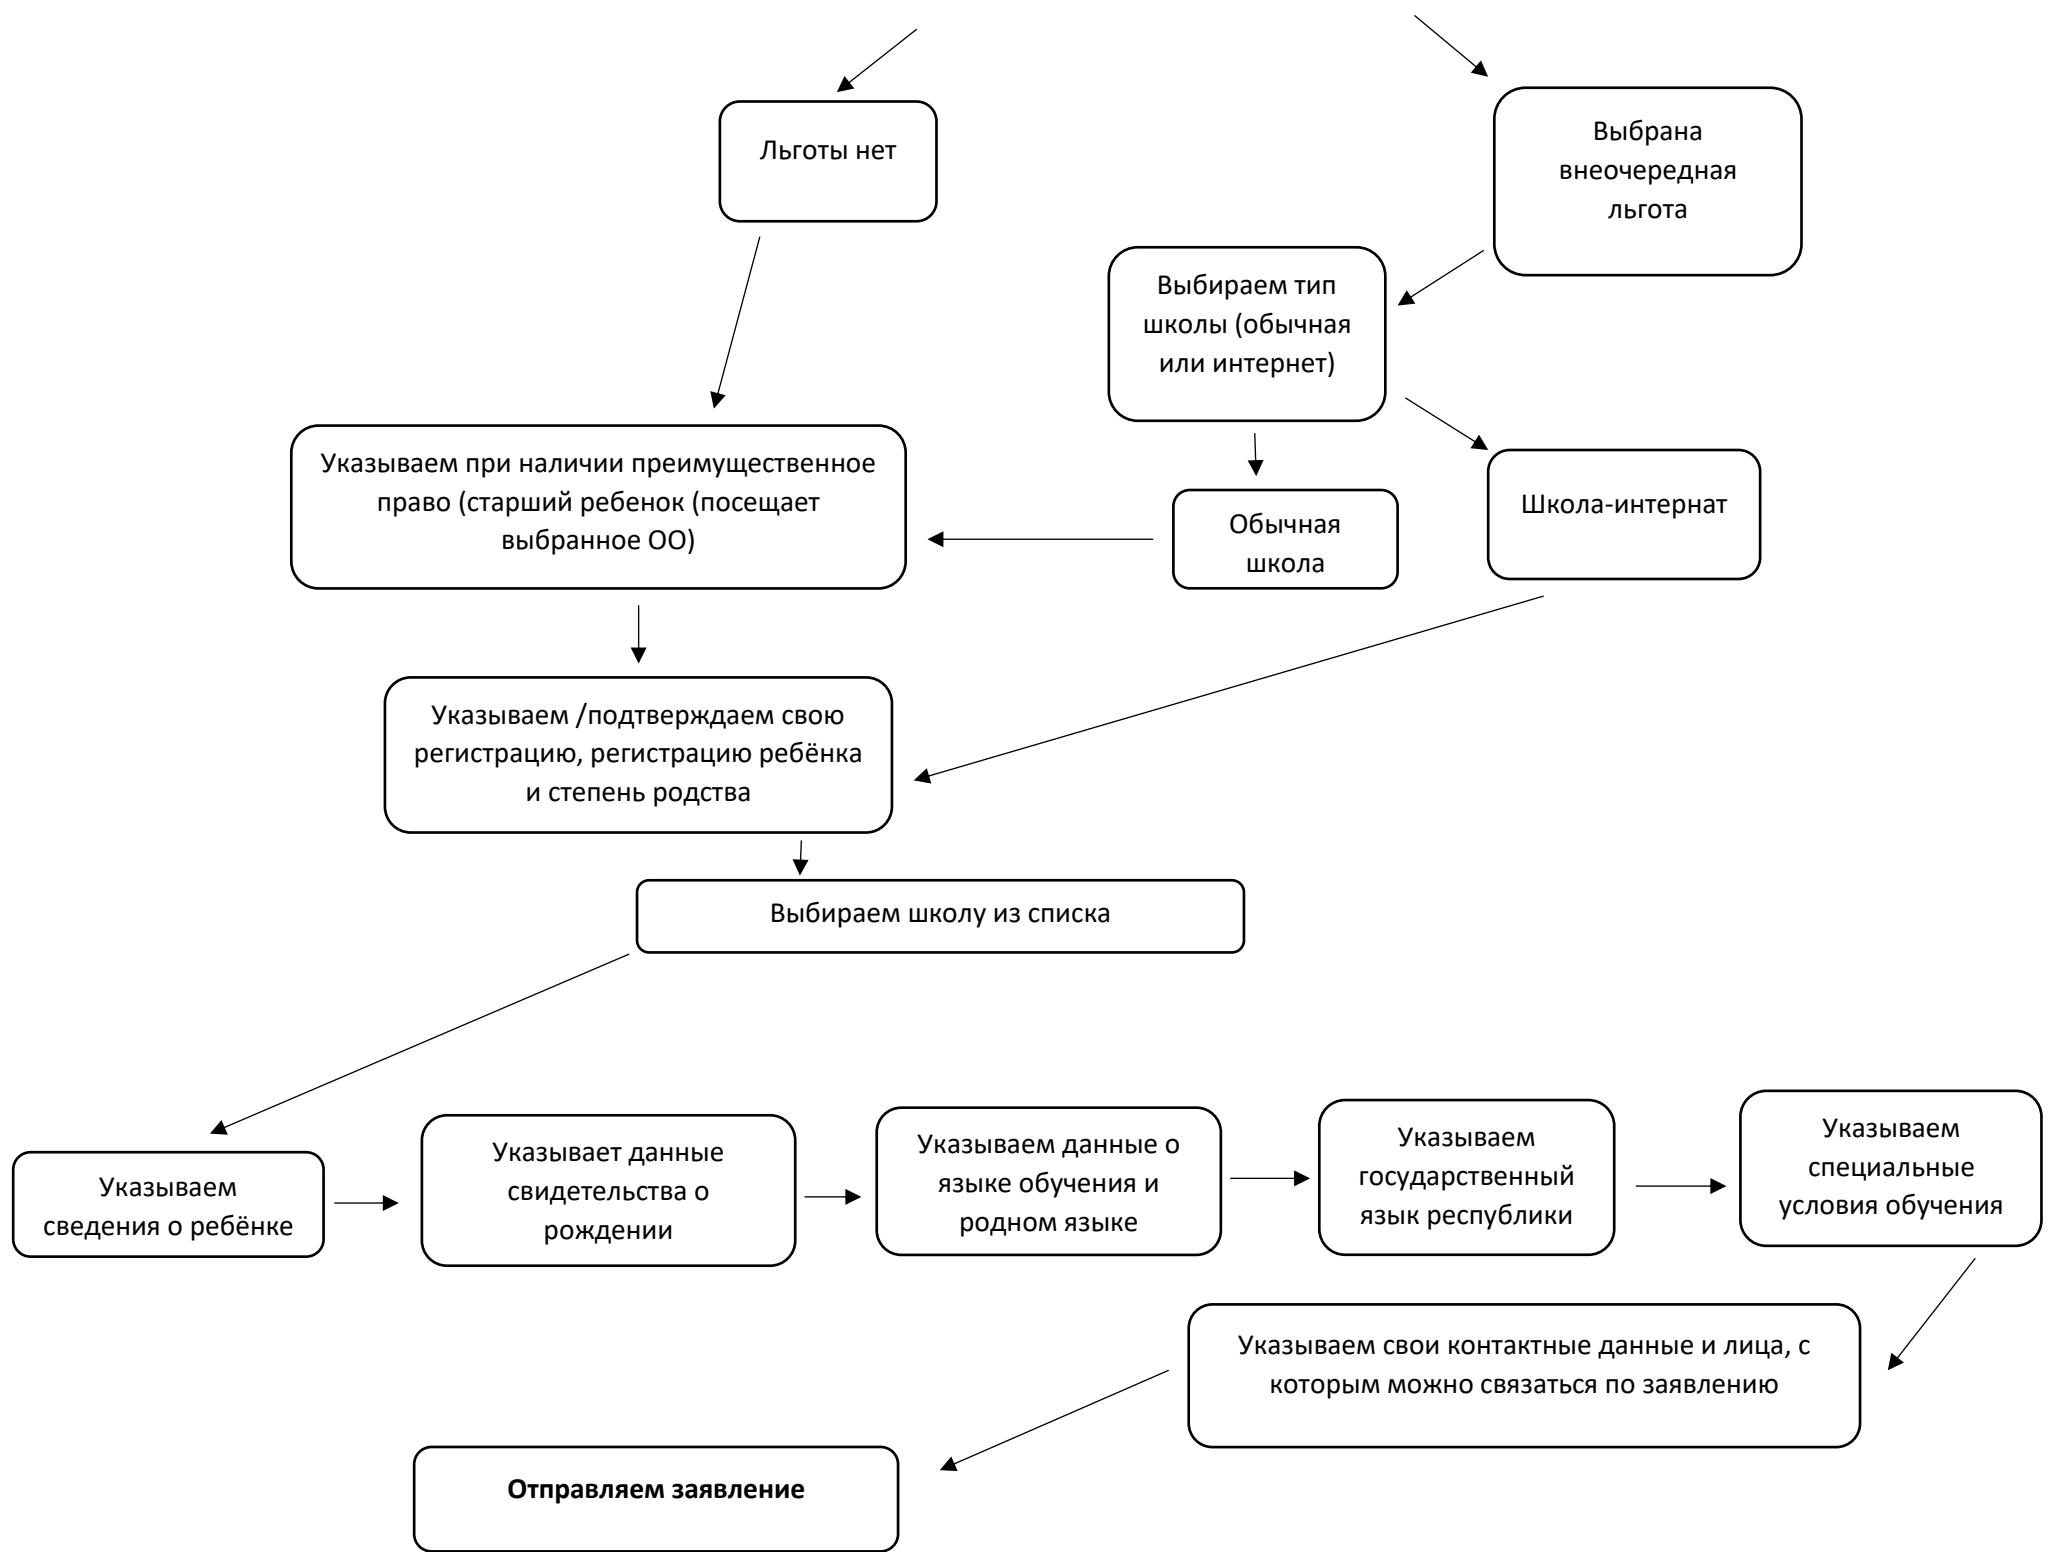 Льготы нет
Выбрана
внеочередная
льгота
Выбираем тип
школы (обычная
или интернет)
Указываем при наличии преимущественное
право (старший ребенок (посещает
выбранное ОО)
Обычная
школа
Школа-интернат
Указываем /подтверждаем свою
регистрацию, регистрацию ребёнка
и степень родства
Выбираем школу из списка
Указываем
сведения о ребёнке
Указывает данные
свидетельства о
рождении
Указываем данные о
языке обучения и
родном языке
Указываем
государственный
язык республики
Указываем
специальные
условия обучения
Указываем свои контактные данные и лица, с
которым можно связаться по заявлению
Отправляем заявление